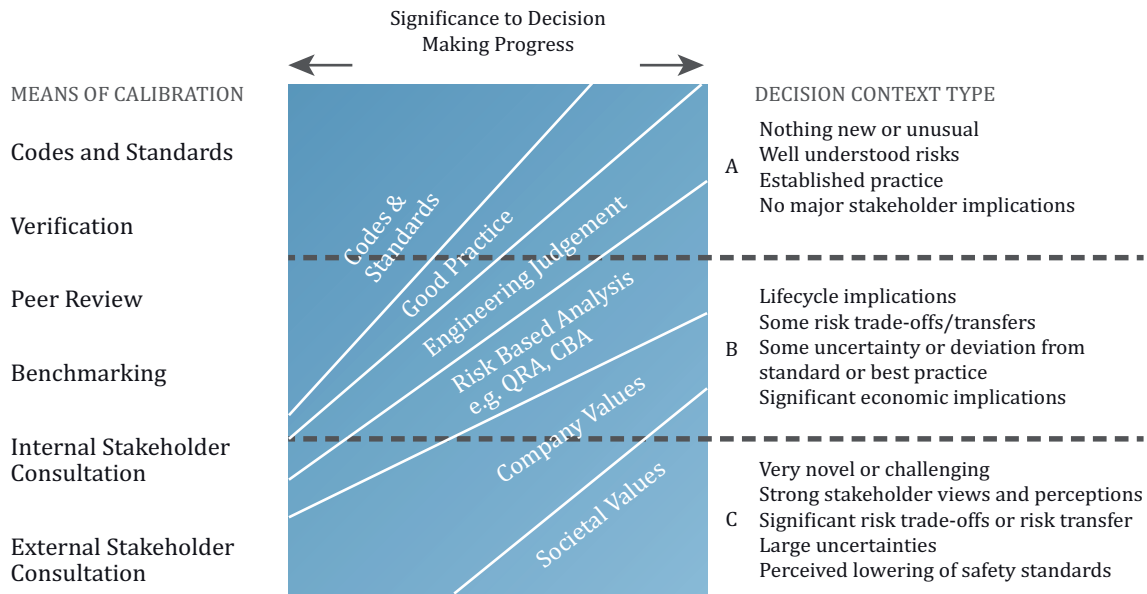 Significance to Decision
Making Progress
MEANS OF CALIBRATION
Codes and Standards
Verification
Peer Review
Benchmarking
Internal Stakeholder
Consultation
External Stakeholder
Consultation
Codes &
Standards
Good Practice
Engineering Judgement
Risk Based Analysis
e.g. QRA, CBA
Company Values
Societal Values
DECISION CONTEXT TYPE
A
Nothing new or unusual
Well understood risks
Established practice
No major stakeholder implications
B
Lifecycle implications
Some risk trade-offs/transfers
Some uncertainty or deviation from
standard or best practice
Significant economic implications
C
Very novel or challenging
Strong stakeholder views and perceptions
Significant risk trade-offs or risk transfer
Large uncertainties
Perceived lowering of safety standards